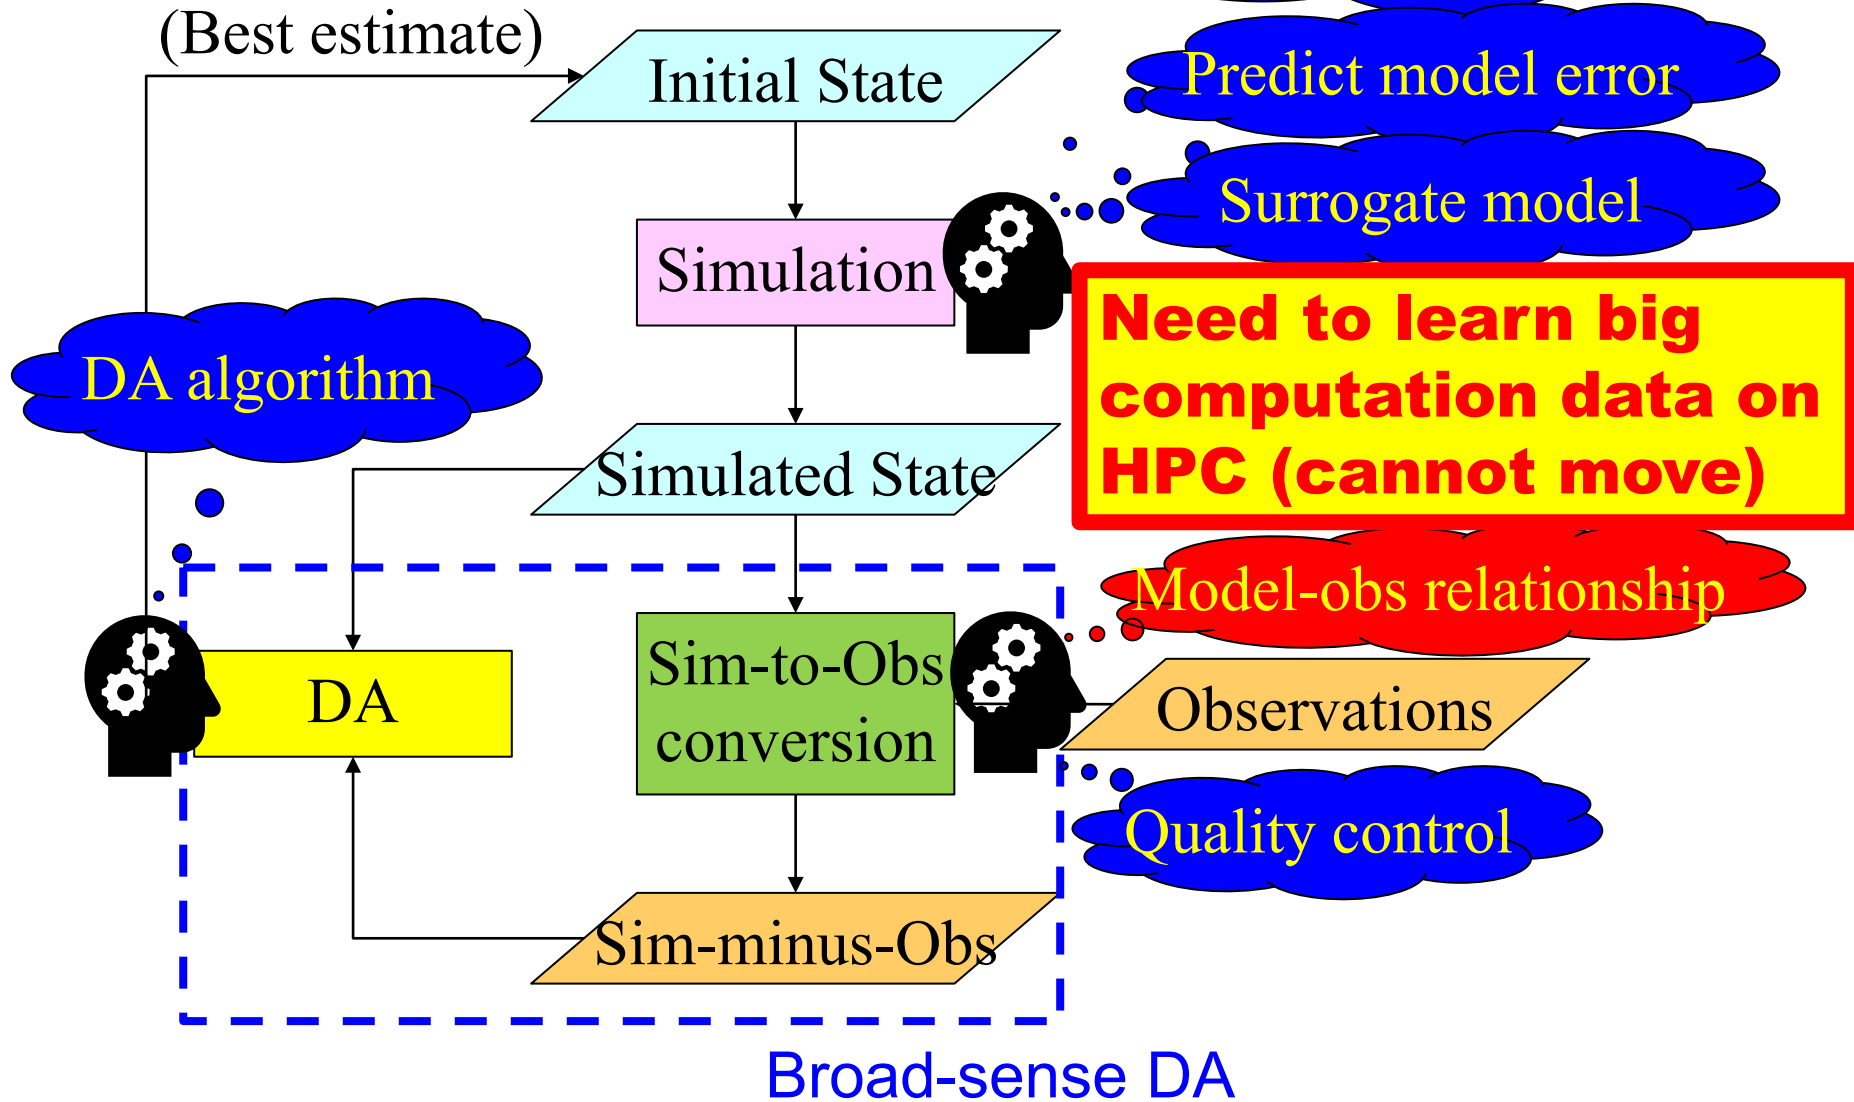 (Best estimate)
Initial State
Predict model error
Surrogate model
Simulation
Need to learn big
computation data on
HPC (cannot move)
DA algorithm
Simulated State
Model-obs relationship
Sim-to-Obs
conversion
DA
Observations
Quality control
Sim-minus-Obs
Broad-sense DA